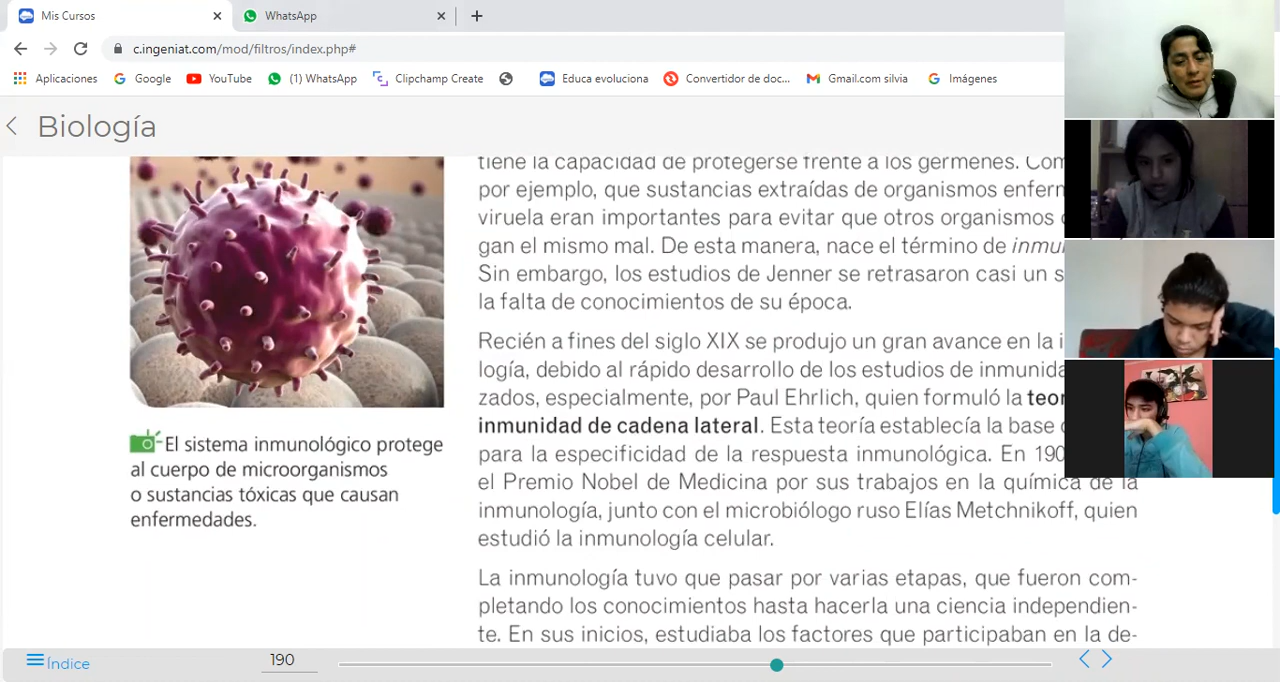 Mis Cursos
WhatsApp
c.ingeniat.com/mod/filtros/index.php#
Aplicaciones Google YouTube (1) WhatsApp Clipchamp Create Educa evoluciona Convertidor de doc... Gmail.com silvia Imágenes
Biología
tiene la capacidad de protegerse frente a los gérmenes.
por ejemplo, que sustancias extraídas de organismos
viruela eran importantes para evitar que otros organismos
gan el mismo mal. De esta manera, nace el término de
Sin embargo, los estudios de Jenner se retrasaron casi un
la falta de conocimientos de su época.
Recién a fines del siglo XIX se produjo un gran avance en la
logía, debido al rápido desarrollo de los estudios de
zados, especialmente, por Paul Ehrlich, quien formuló la
inmunidad de cadena lateral. Esta teoría establecía la base
para la especificidad de la respuesta inmunológica. En
el Premio Nobel de Medicina por sus trabajos en la química de la
inmunología, junto con el microbiólogo ruso Elías Metchnikoff, quien
estudió la inmunología celular.
La inmunología tuvo que pasar por varias etapas, que fueron com-
pletando los conocimientos hasta hacerla una ciencia independien-
te. En sus inicios, estudiaba los factores que participaban en la de-
El sistema inmunológico protege
al cuerpo de microorganismos
o sustancias tóxicas que causan
enfermedades.
Índice
190